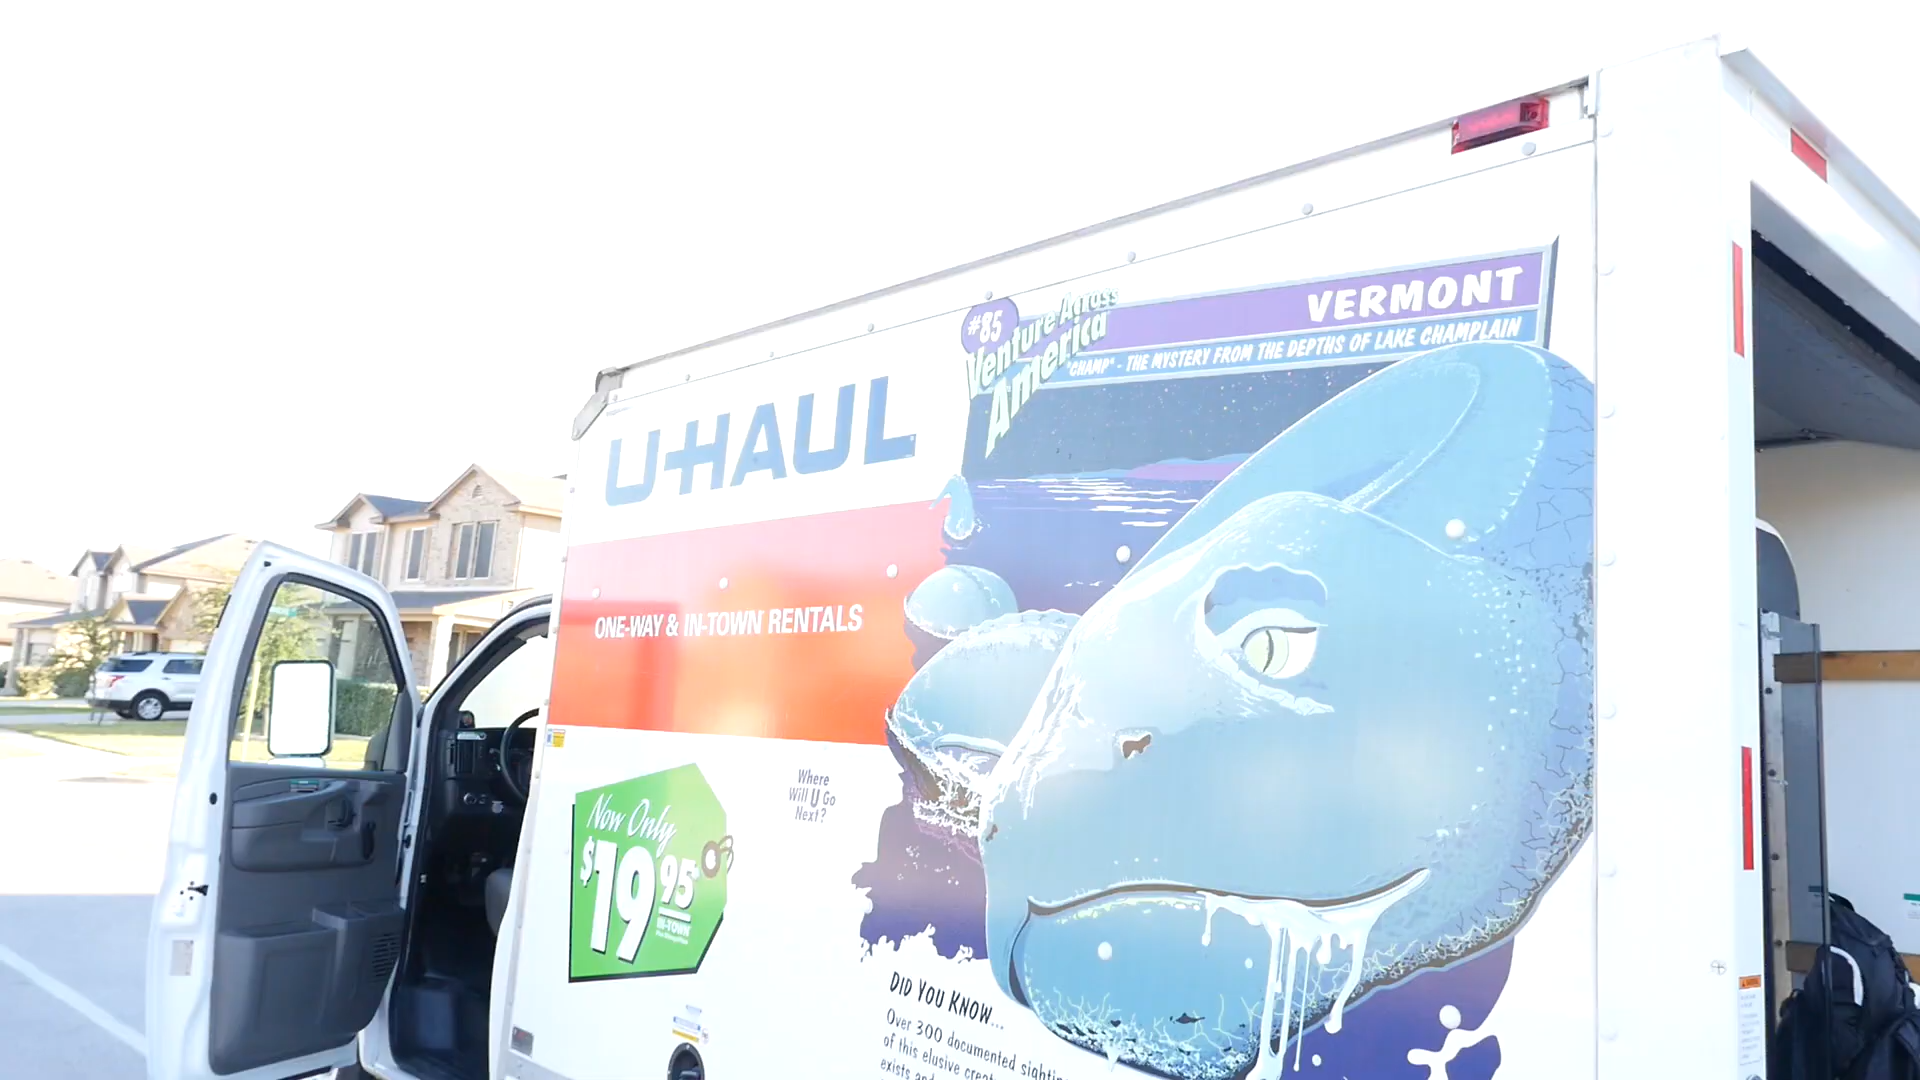 VERMONT
#85
Venture Across
America
"CHAMP" - THE MYSTERY FROM THE DEPTHS OF LAKE CHAMPLAIN
U-HAUL
ONE-WAY & IN-TOWN RENTALS
Where
Will U Go
Next?
Now Only
$19 95
IN-TOWN
DID YOU KNOW...
Over 300 documented
of this elusive
exists